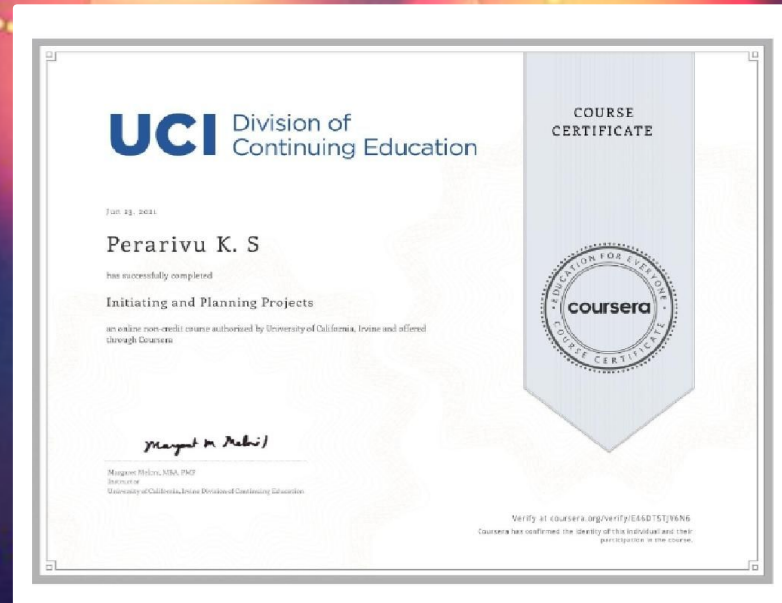 UCI Division of
Continuing Education
COURSE
CERTIFICATE
Jun 23, 2021
Perarivu K. S
has successfully completed
Initiating and Planning Projects
an online non-credit course authorized by University of California, Irvine and offered
through Coursera
EDUCATION FOR EVERYONE
coursera
COURSE CERTIFICATE
Margaret Meloni, MBA, PMP
Instructor
University of California, Irvine Division of Continuing Education
Verify at coursera.org/verify/
Coursera has confirmed the identity of this individual and their
participation in the course.